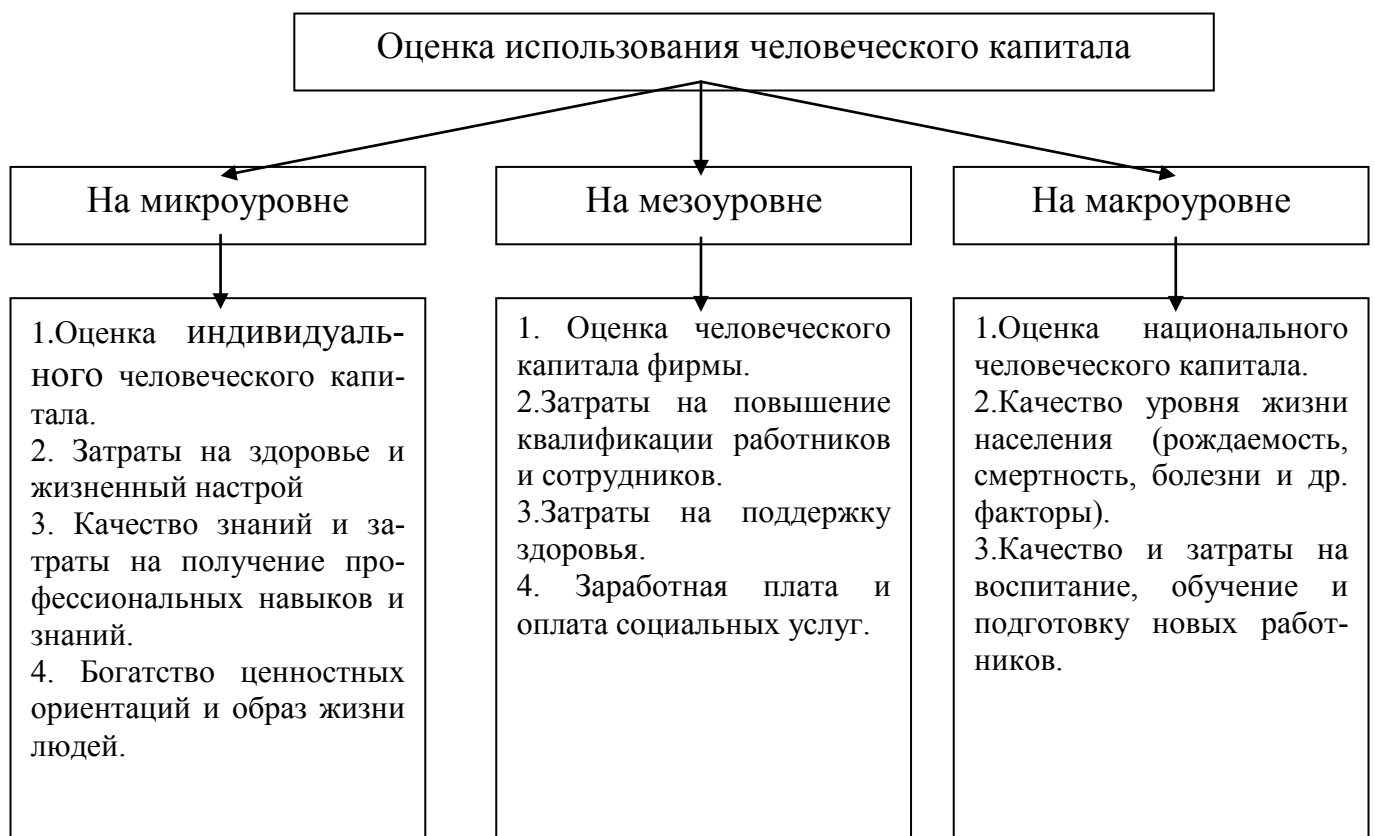 Оценка использования человеческого капитала
На микроуровне
На мезоуровне
На макроуровне
1.Оценка индивидуаль-
ного человеческого капи-
тала.
2. Затраты на здоровье и
жизненный настрой
3. Качество знаний и за-
траты на получение про-
фессиональных навыков и
знаний.
4. Богатство ценностных
ориентаций и образ жизни
людей.
1. Оценка человеческого
капитала фирмы.
2.Затраты на повышение
квалификации работников
и сотрудников.
3.Затраты на поддержку
здоровья.
4. Заработная плата и
оплата социальных услуг.
1.Оценка национального
человеческого капитала.
2.Качество уровня жизни
населения (рождаемость,
смертность, болезни и др.
факторы).
3.Качество и затраты на
воспитание, обучение и
подготовку новых работ-
ников.